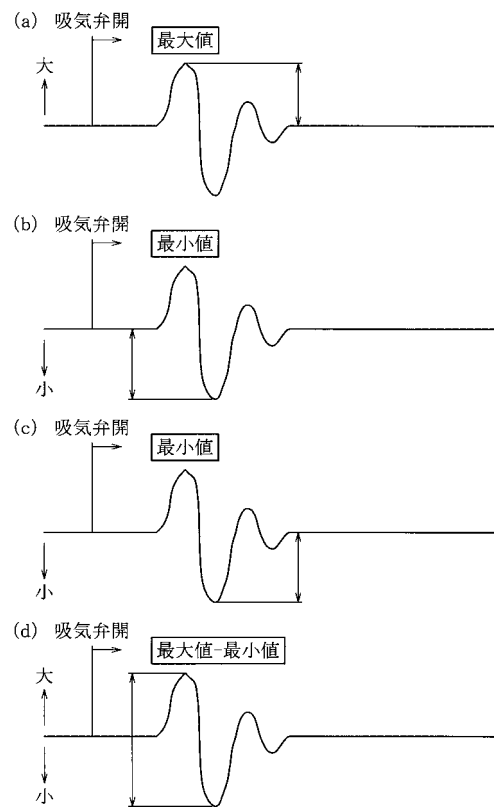 (a) 吸気弁開
最大値
大
(b) 吸気弁開
最小値
小
(c) 吸気弁開
最小値
小
(d) 吸気弁開
最大値-最小値
大
小